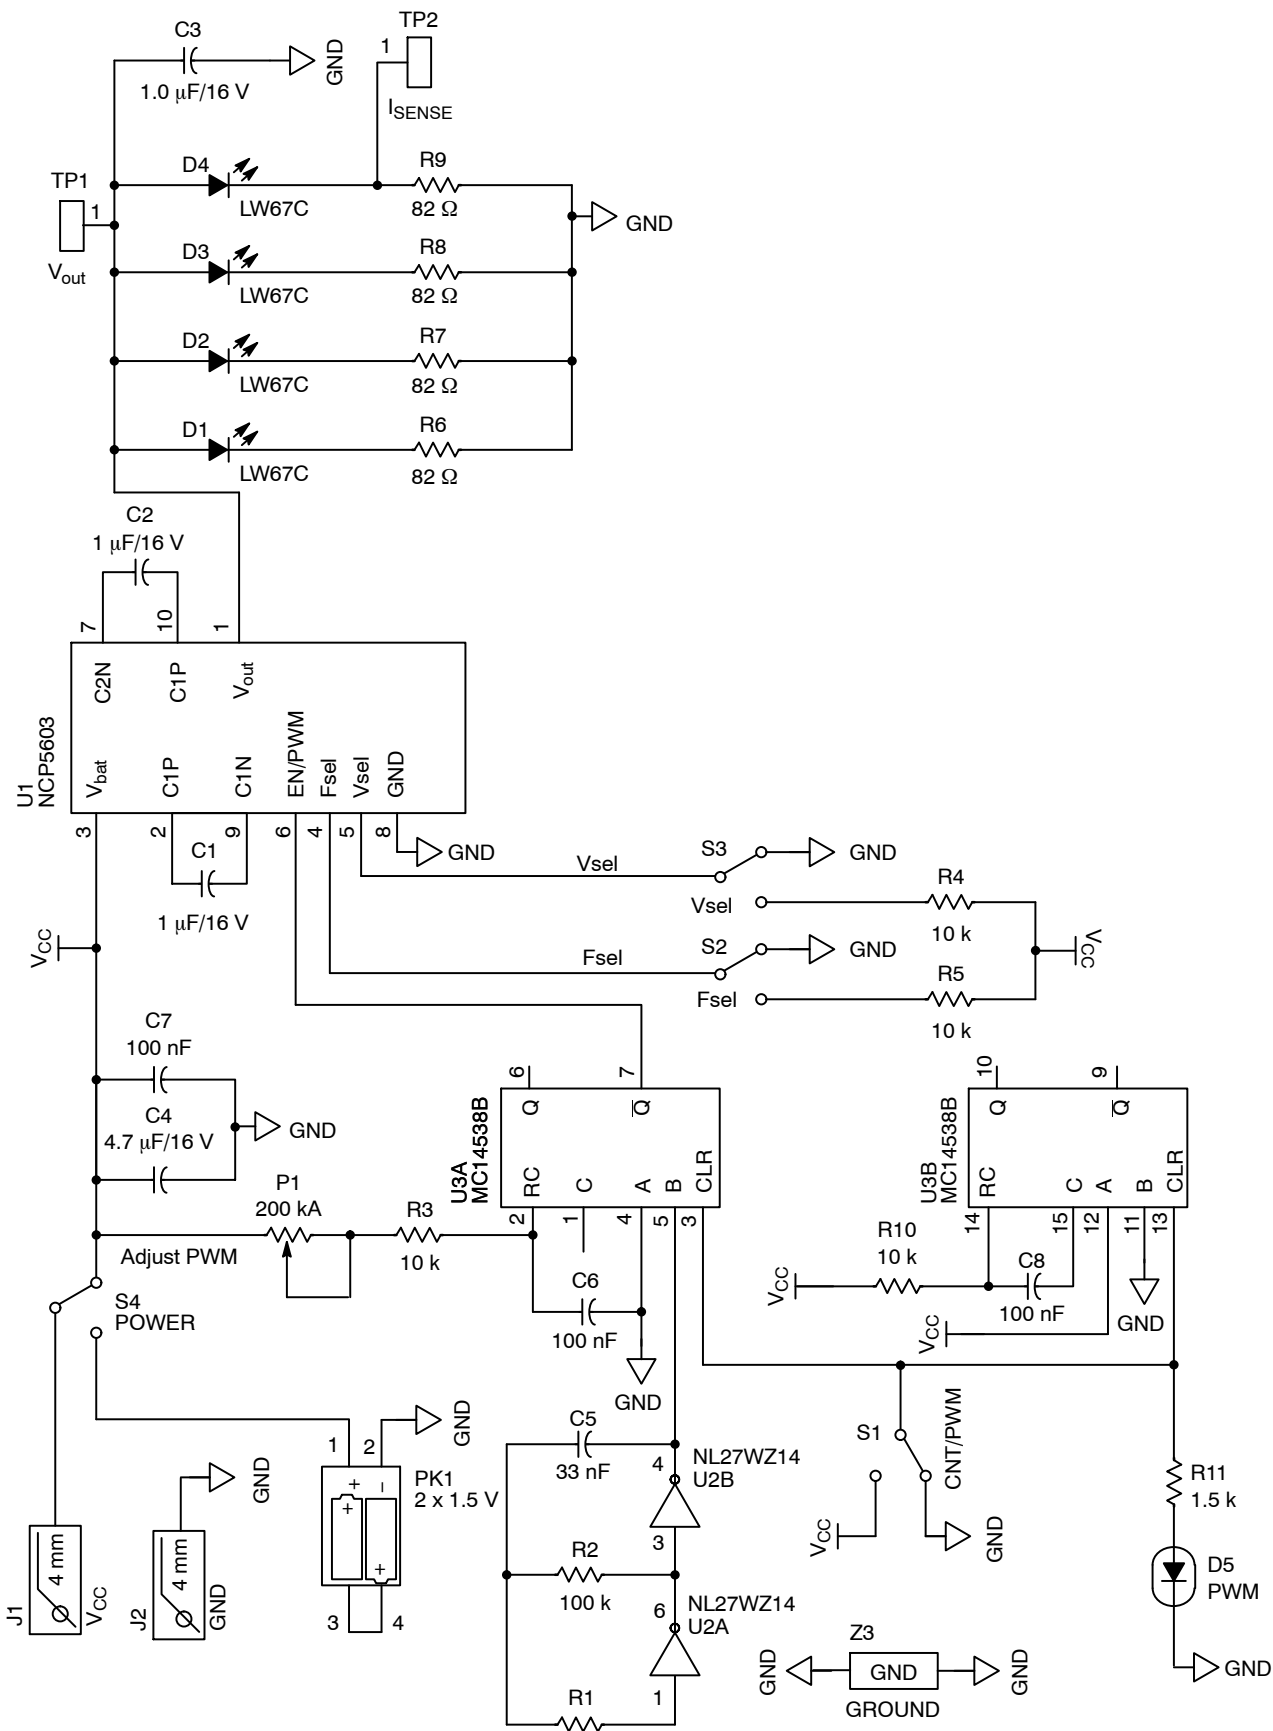 C3
1.0 µF/16 V
GND
TP2
1
ISENSE
D4
LW67C
R9
82 Ω
TP1
1
Vout
GND
D3
LW67C
R8
82 Ω
D2
LW67C
R7
82 Ω
D1
LW67C
R6
82 Ω
C2
1 µF/16 V
7
10
1
C2N
C1P
Vout
U1
NCP5603
Vbat
C1P
C1N
EN/PWM
Fsel
Vsel
GND
3
2
9
6
4
5
8
C1
1 µF/16 V
GND
Vsel
S3
GND
Vsel
R4
10 k
VCC
Fsel
S2
GND
Fsel
R5
10 k
VCC
C7
100 nF
C4
4.7 µF/16 V
GND
6
7
Q
Q̅
U3A
MC14538B
RC
C
A
B
CLR
2
1
4
5
3
10
9
Q
Q̅
U3B
MC14538B
RC
C
A
B
CLR
14
15
12
11
13
P1
200 kA
Adjust PWM
R3
10 k
C6
100 nF
GND
R10
10 k
VCC
C8
100 nF
VCC
GND
S4
POWER
1
2
GND
PK1
2 x 1.5 V
+
–
+
+
3
4
J1
4 mm
VCC
J2
4 mm
GND
GND
C5
33 nF
4
NL27WZ14
U2B
3
R2
100 k
6
NL27WZ14
U2A
1
R1
S1
CNT/PWM
VCC
GND
R11
1.5 k
D5
PWM
GND
Z3
GND
GND
GND
GROUND